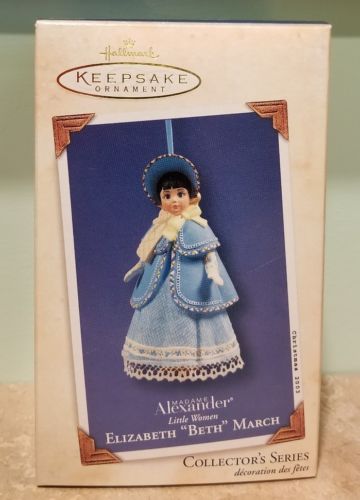 Hallmark
KEEPSAKE
ORNAMENT
Christmas 2003
MADAME
Alexander®
Little Women
ELIZABETH "BETH" MARCH
COLLECTOR'S SERIES
décoration des fêtes